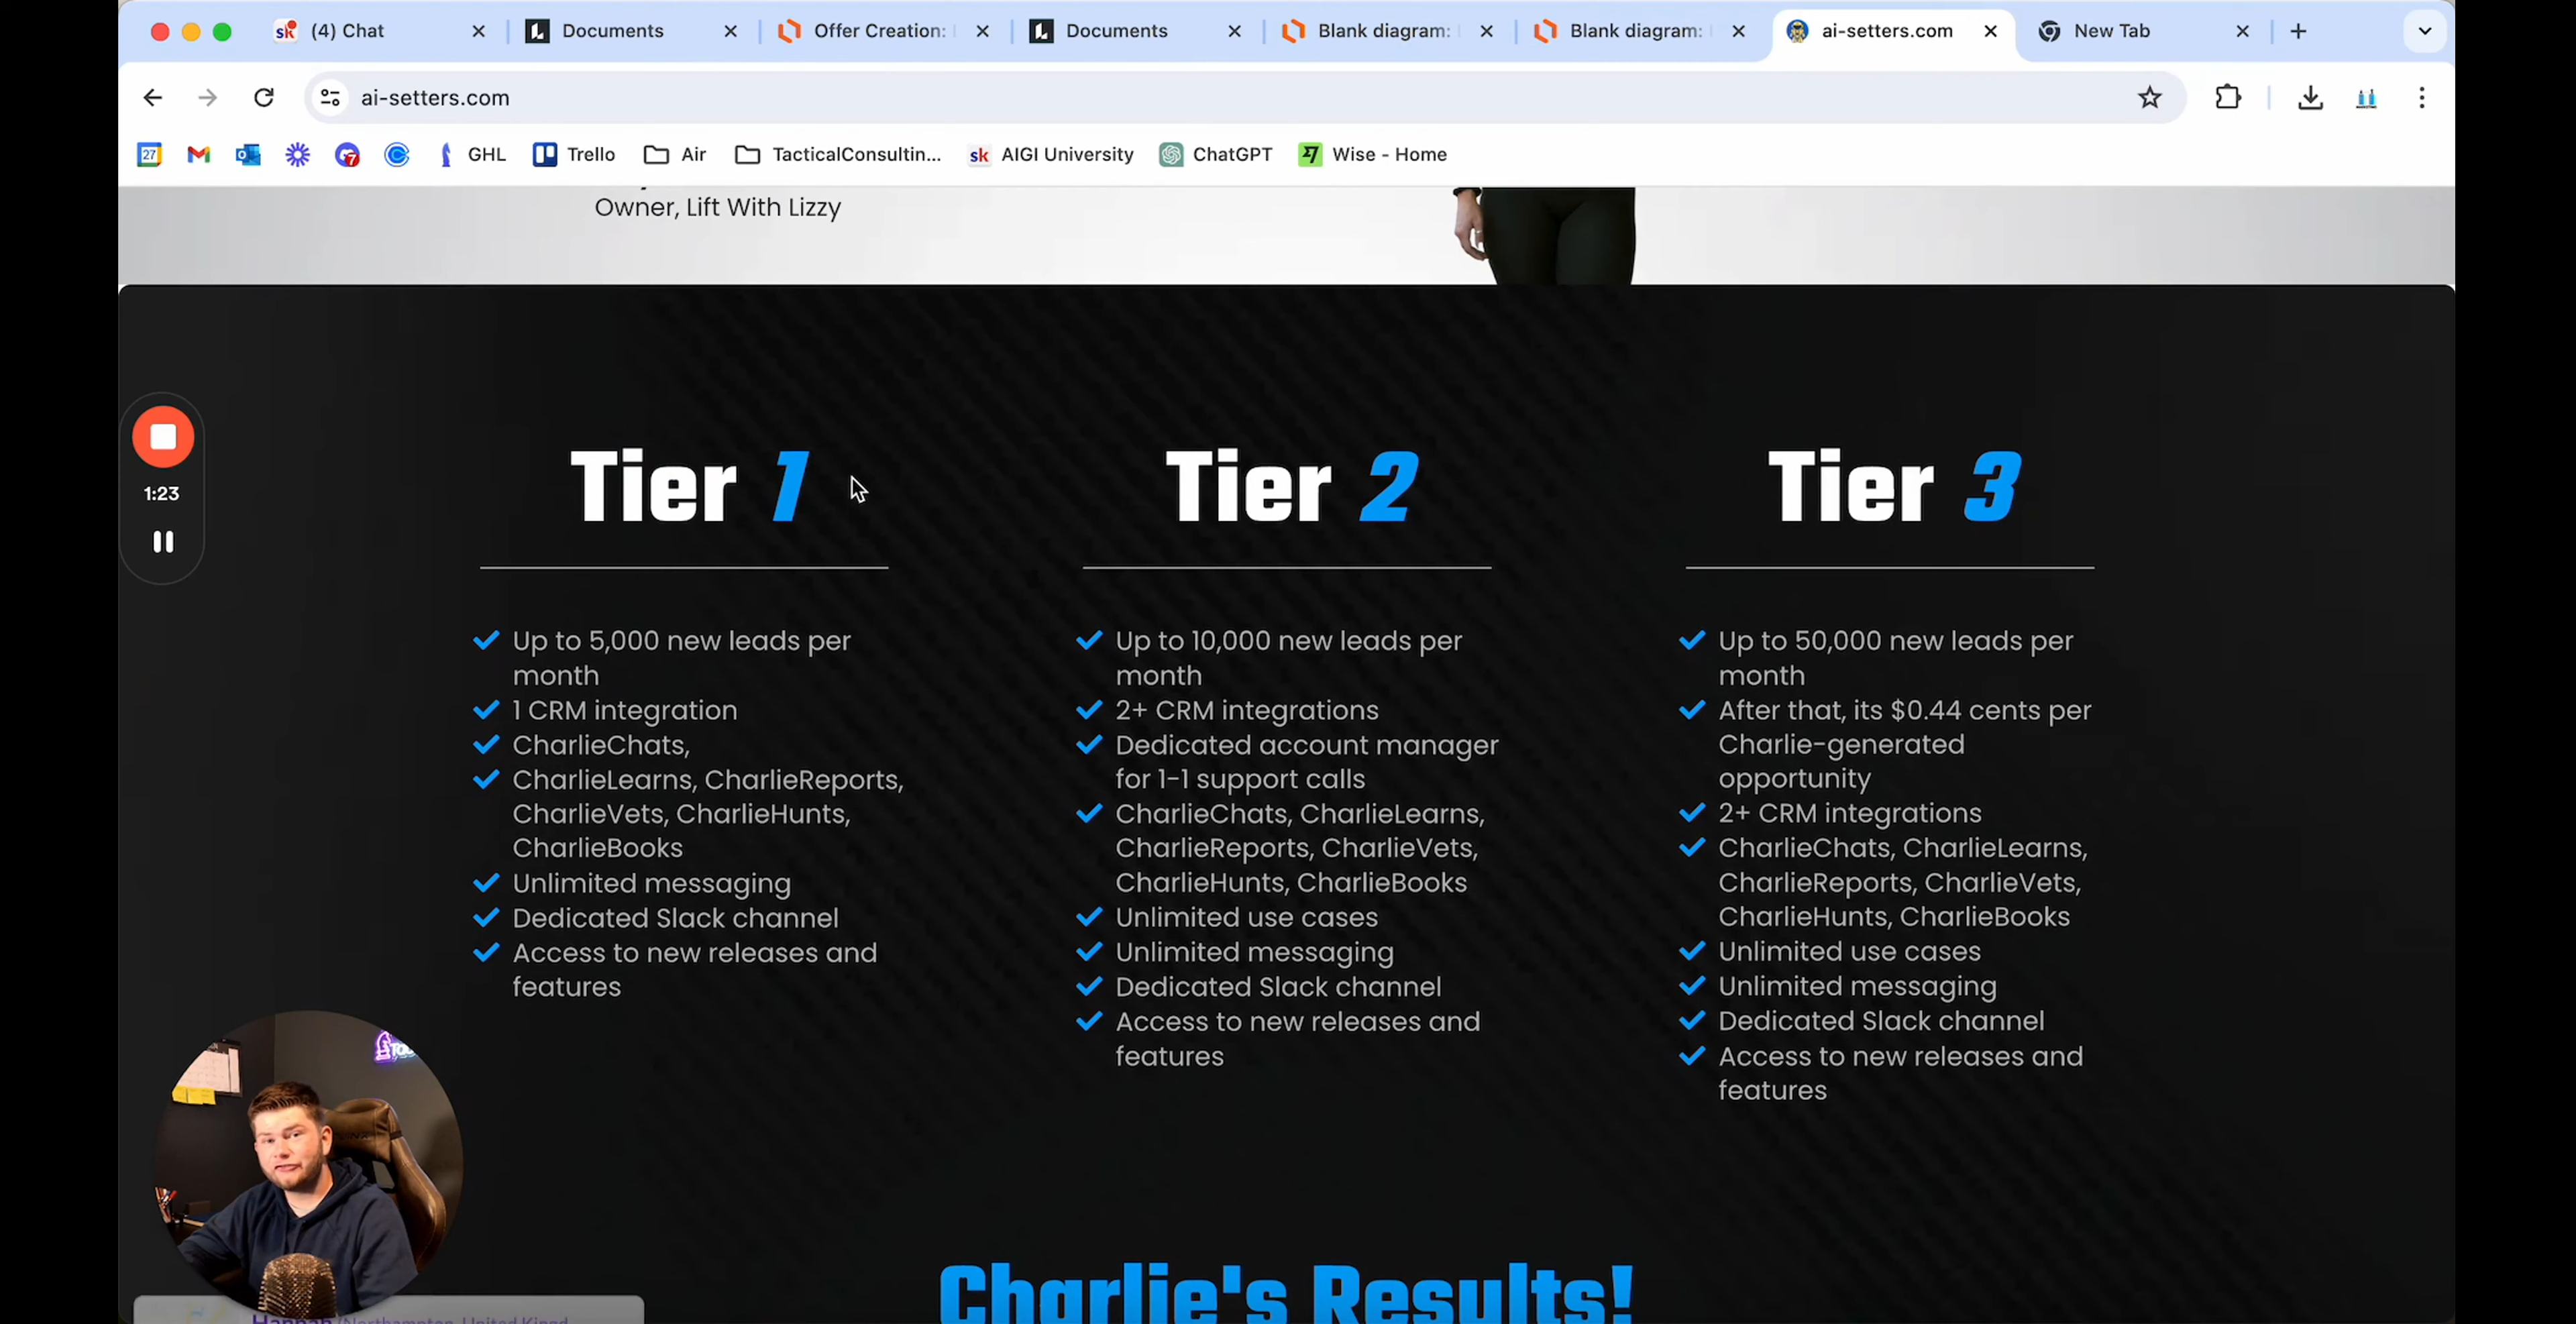 (4) Chat
Documents
Offer Creation:
Documents
Blank diagram:
Blank diagram:
ai-setters.com
New Tab
ai-setters.com
27
7
GHL
Trello
Air
TacticalConsultin...
sk AIGI University
ChatGPT
Wise - Home
Owner, Lift With Lizzy
1:23
Tier 1
Up to 5,000 new leads per
month
1 CRM integration
CharlieChats,
CharlieLearns, CharlieReports,
CharlieVets, CharlieHunts,
CharlieBooks
Unlimited messaging
Dedicated Slack channel
Access to new releases and
features
Tier 2
Up to 10,000 new leads per
month
2+ CRM integrations
Dedicated account manager
for 1-1 support calls
CharlieChats, CharlieLearns,
CharlieReports, CharlieVets,
CharlieHunts, CharlieBooks
Unlimited use cases
Unlimited messaging
Dedicated Slack channel
Access to new releases and
features
Tier 3
Up to 50,000 new leads per
month
After that, its $0.44 cents per
Charlie-generated
opportunity
2+ CRM integrations
CharlieChats, CharlieLearns,
CharlieReports, CharlieVets,
CharlieHunts, CharlieBooks
Unlimited use cases
Unlimited messaging
Dedicated Slack channel
Access to new releases and
features
Charlie's Results!
Hannah (Northampton, United